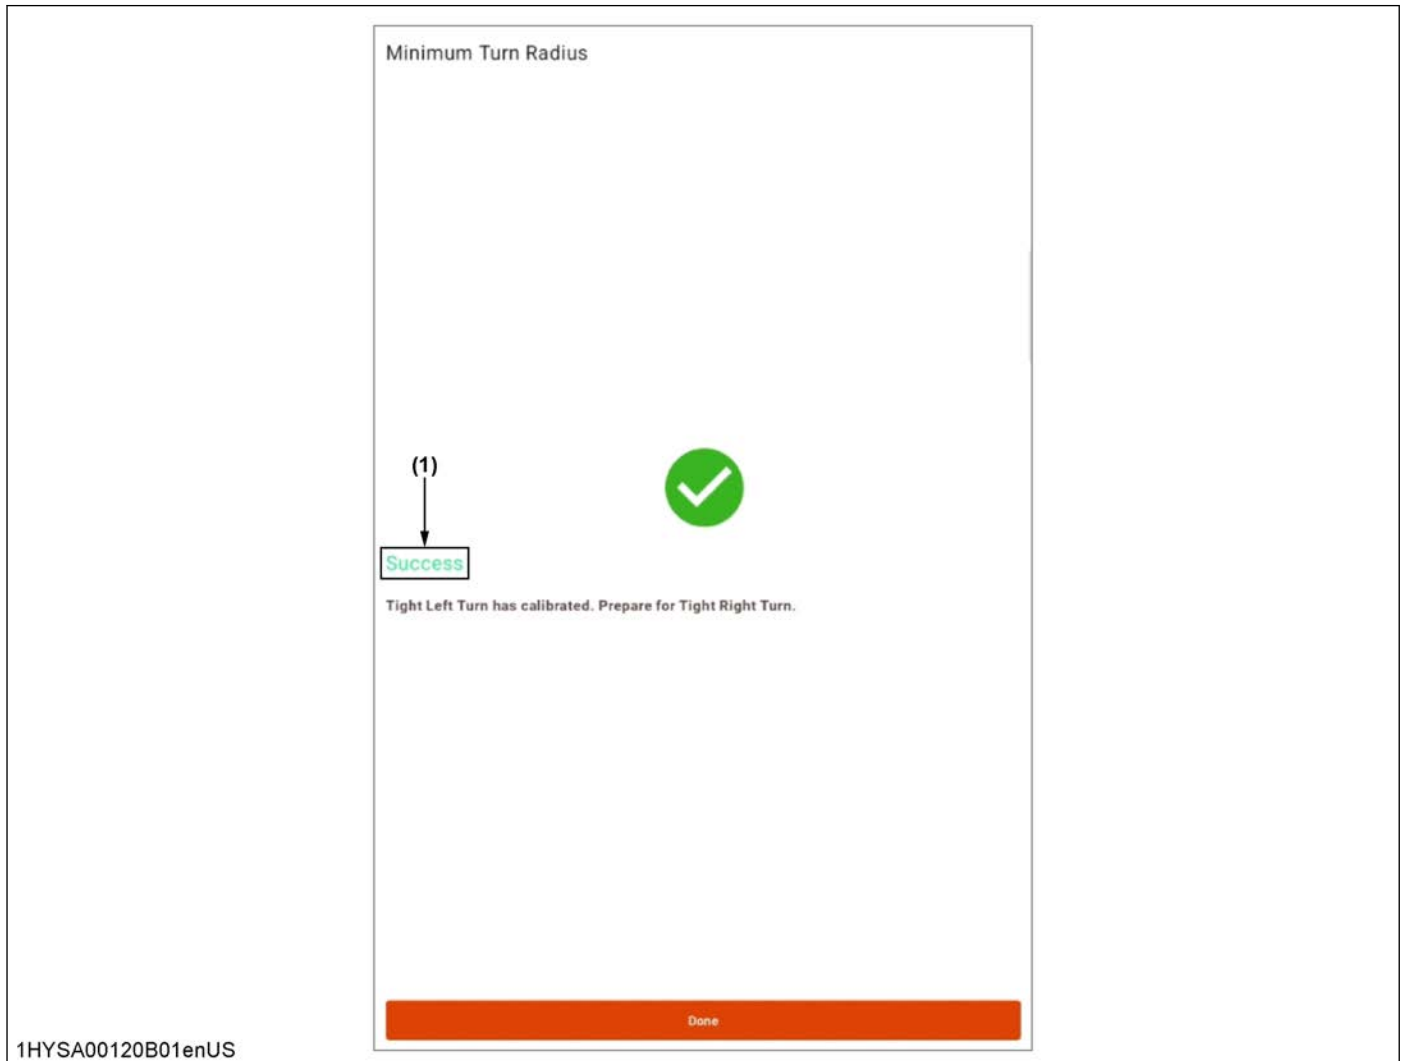 Minimum Turn Radius
(1)
Success
Tight Left Turn has calibrated. Prepare for Tight Right Turn.
Done
1HYSA00120B01enUS